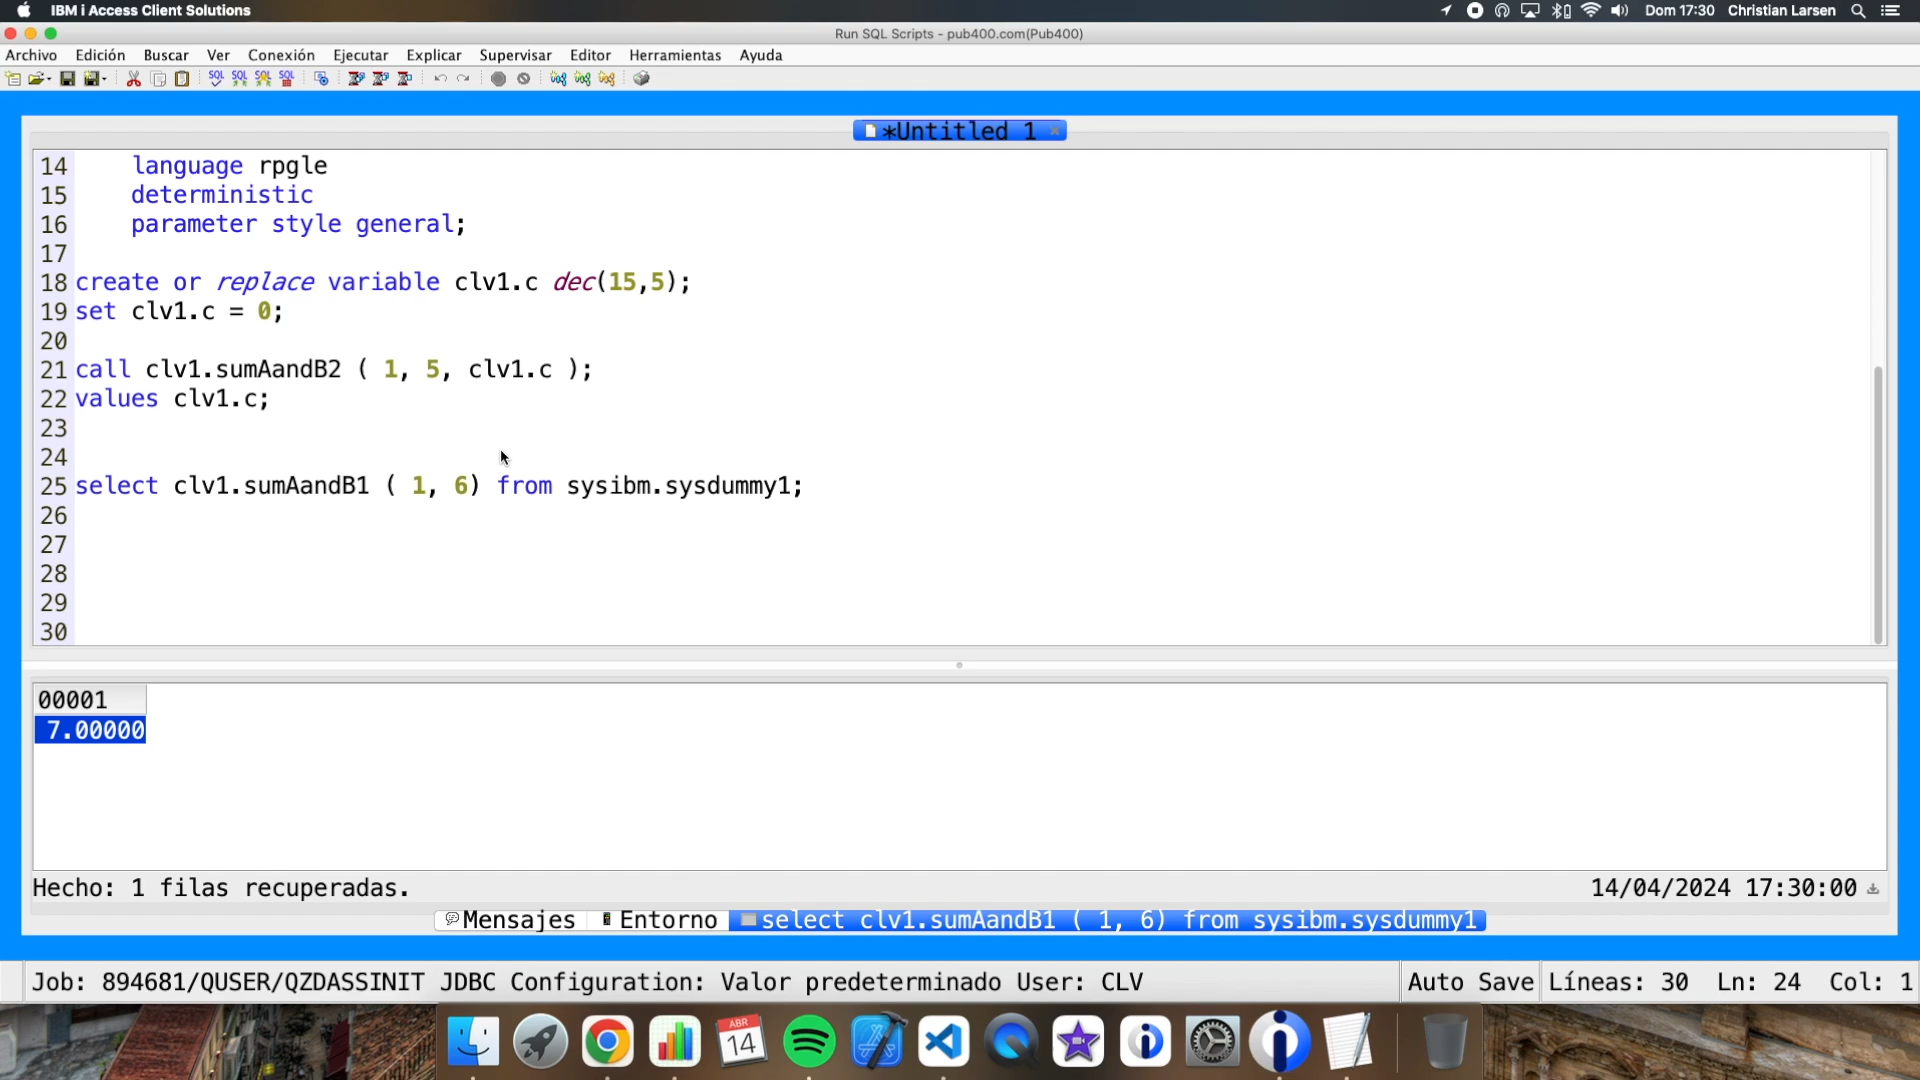 IBM i Access Client Solutions
Dom 17:30 Christian Larsen
Run SQL Scripts - pub400.com(Pub400)
Archivo Edición Buscar Ver Conexión Ejecutar Explicar Supervisar Editor Herramientas Ayuda
SQL SQL SQL SQL
*Untitled 1
14 language rpgle
15 deterministic
16 parameter style general;
17
18 create or replace variable clv1.c dec(15,5);
19 set clv1.c = 0;
20
21 call clv1.sumAandB2 ( 1, 5, clv1.c );
22 values clv1.c;
23
24
25 select clv1.sumAandB1 ( 1, 6) from sysibm.sysdummy1;
26
27
28
29
30
00001
7.00000
Hecho: 1 filas recuperadas. 14/04/2024 17:30:00
Mensajes Entorno select clv1.sumAandB1 ( 1, 6) from sysibm.sysdummy1
Job: 894681/QUSER/QZDASSINIT JDBC Configuration: Valor predeterminado User: CLV Auto Save Líneas: 30 Ln: 24 Col: 1
ABR
14